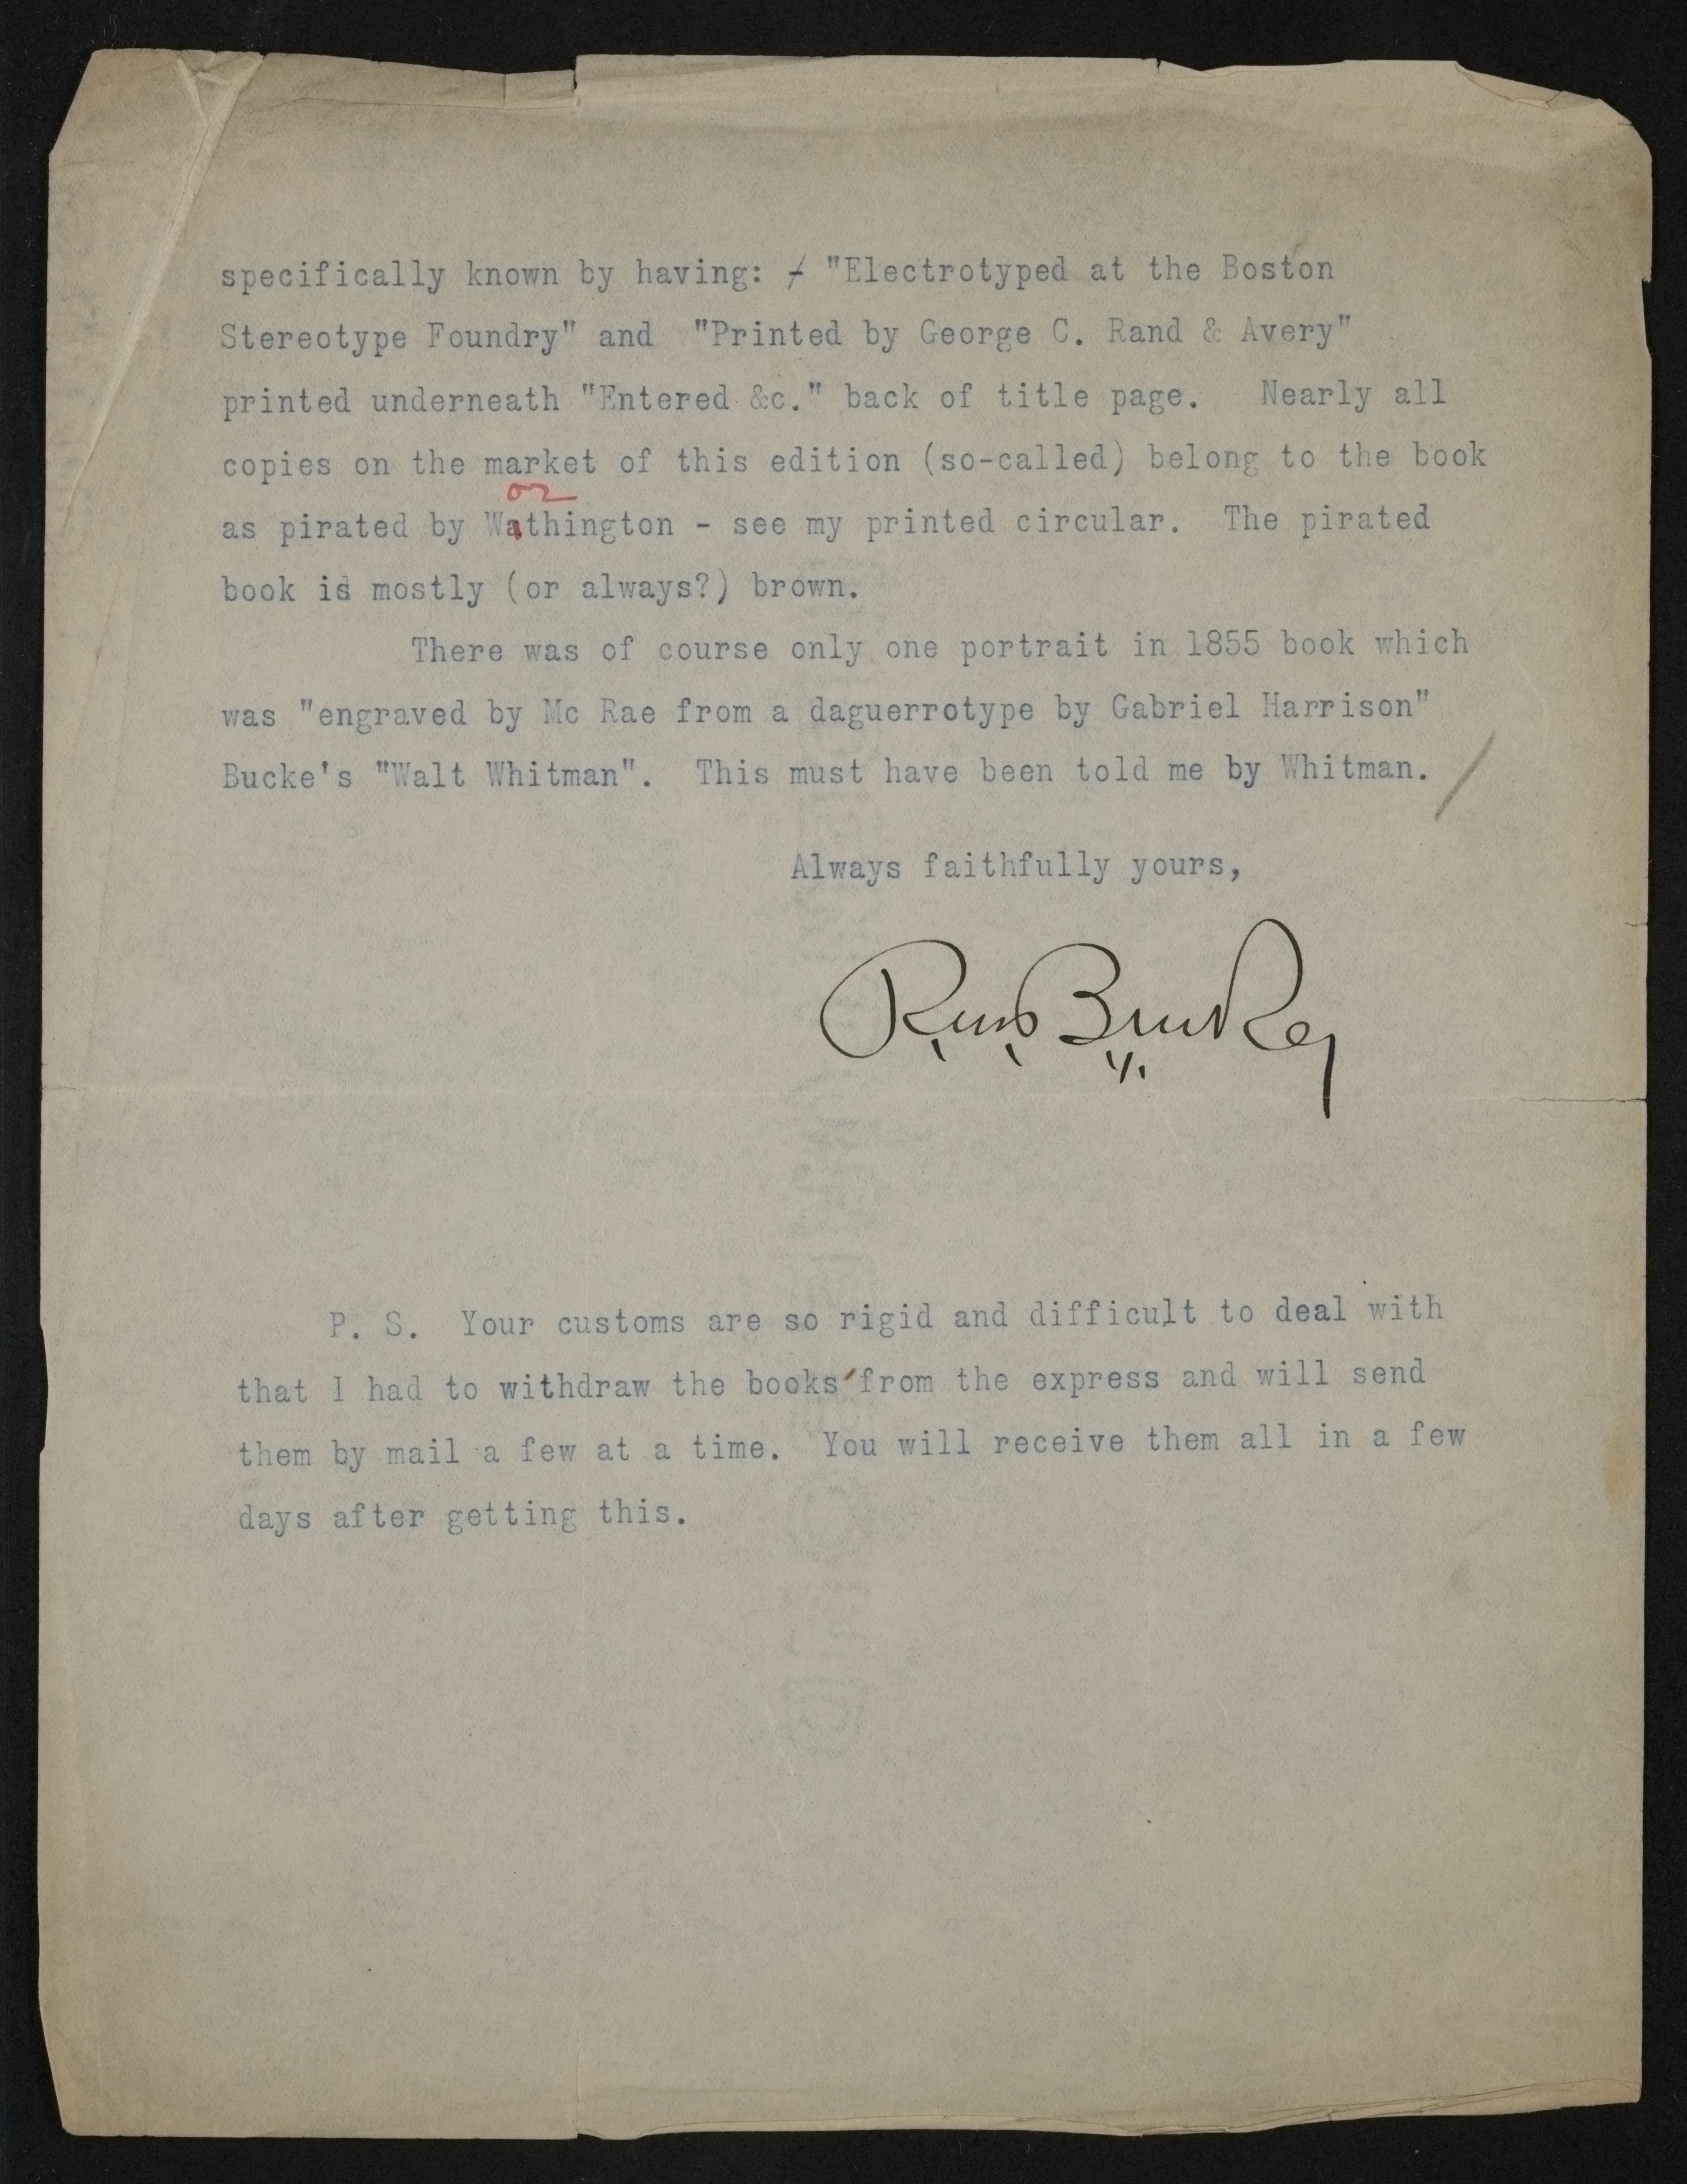 specifically known by having: / "Electrotyped at the Boston
Stereotype Foundry" and "Printed by George C. Rand & Avery"
printed underneath "Entered &c." back of title page. Nearly all
copies on the market of this edition (so-called) belong to the book
or
as pirated by Wathington - see my printed circular. The pirated
book is mostly (or always?) brown.
There was of course only one portrait in 1855 book which
was "engraved by Mc Rae from a daguerrotype by Gabriel Harrison"
Bucke's "Walt Whitman". This must have been told me by Whitman. /
Always faithfully yours,
P. S. Your customs are so rigid and difficult to deal with
that I had to withdraw the books from the express and will send
them by mail a few at a time. You will receive them all in a few
days after getting this.